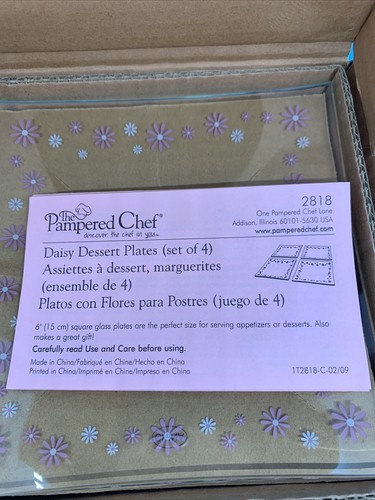 2818
The Pampered Chef®
discover the chef in you™
One Pampered Chef Lane
Addison, Illinois 60101-5630 USA
www.pamperedchef.com
Daisy Dessert Plates (set of 4)
Assiettes à dessert, marguerites
(ensemble de 4)
Platos con Flores para Postres (juego de 4)
6" (15 cm) square glass plates are the perfect size for serving appetizers or desserts. Also
makes a great gift!
Carefully read Use and Care before using.
Made in China/Fabriqué en Chine/Hecho en China
Printed in China/Imprimé en Chine/Impreso en China
1T2818-C-02/09